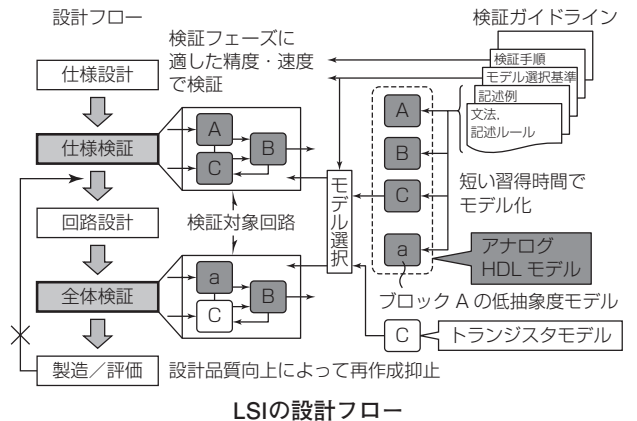 設計フロー
検証ガイドライン
検証フェーズに
適した精度・速度
で検証
仕様設計
検証手順
モデル選択基準
記述例
文法,
記述ルール
A
B
C
a
仕様検証
A
B
C
短い習得時間で
モデル化
モデル選択
回路設計
検証対象回路
アナログ
HDL モデル
全体検証
a
B
C
ブロック A の低抽象度モデル
C
トランジスタモデル
製造／評価
設計品質向上によって再作成抑止
LSIの設計フロー